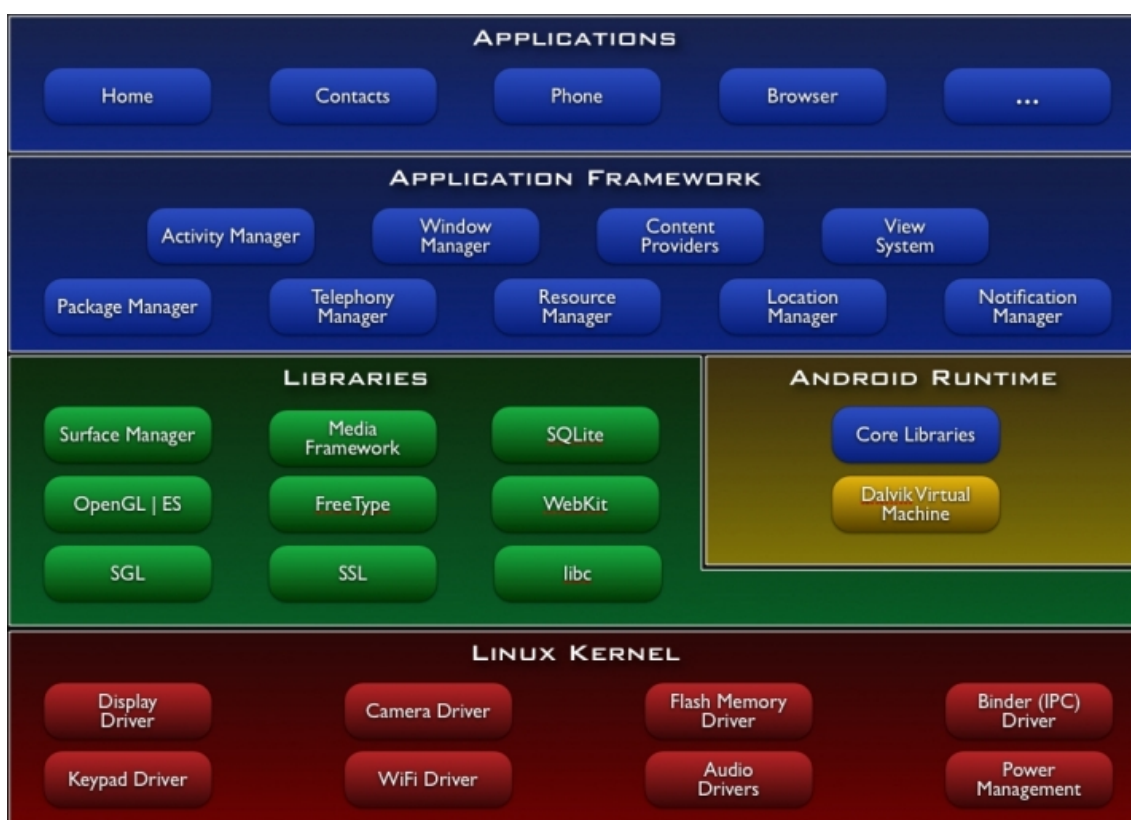 APPLICATIONS
Home
Contacts
Phone
Browser
...
APPLICATION FRAMEWORK
Activity Manager
Window
Manager
Content
Providers
View
System
Package Manager
Telephony
Manager
Resource
Manager
Location
Manager
Notification
Manager
LIBRARIES
Surface Manager
Media
Framework
SQLite
OpenGL | ES
FreeType
WebKit
SGL
SSL
libc
ANDROID RUNTIME
Core Libraries
Dalvik Virtual
Machine
LINUX KERNEL
Display
Driver
Camera Driver
Flash Memory
Driver
Binder (IPC)
Driver
Keypad Driver
WiFi Driver
Audio
Drivers
Power
Management